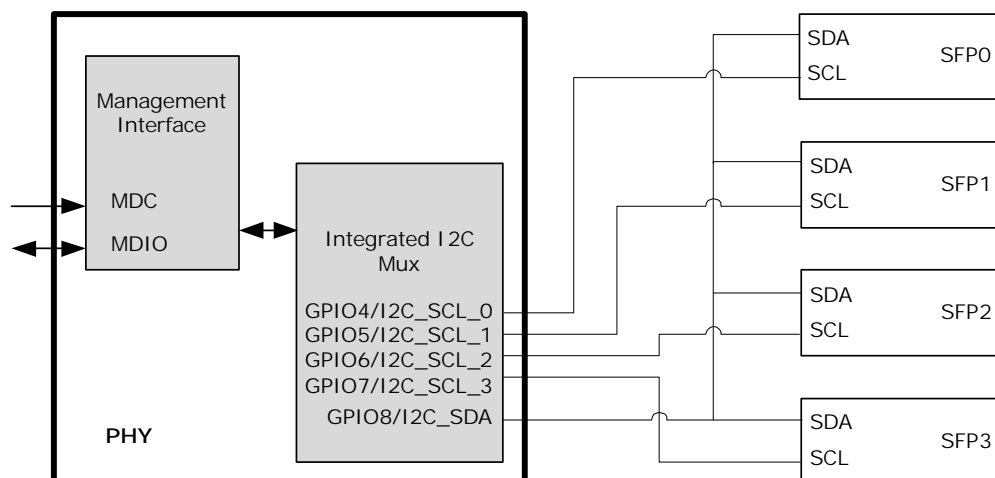 Management
Interface
MDC
MDIO
PHY
Integrated I2C
Mux
GPIO4/I2C_SCL_0
GPIO5/I2C_SCL_1
GPIO6/I2C_SCL_2
GPIO7/I2C_SCL_3
GPIO8/I2C_SDA
SDA
SCL
SFP0
SDA
SCL
SFP1
SDA
SCL
SFP2
SDA
SCL
SFP3